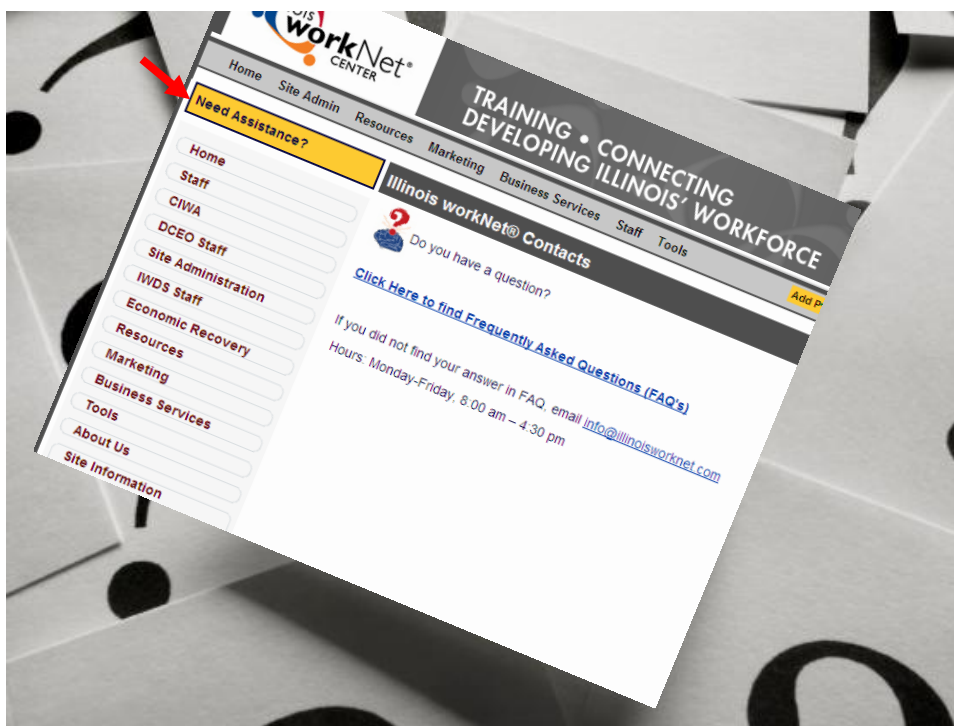 workNet®
CENTER
TRAINING • CONNECTING
DEVELOPING ILLINOIS' WORKFORCE
Home Site Admin Resources Marketing Business Services Staff Tools
Need Assistance?
Home
Staff
CIWA
DCEO Staff
Site Administration
IWDS Staff
Economic Recovery
Resources
Marketing
Business Services
Tools
About Us
Site Information
Add
Illinois workNet® Contacts
Do you have a question?
Click Here to find Frequently Asked Questions (FAQ's)
If you did not find your answer in FAQ, email info@illinoisworknet.com
Hours: Monday-Friday, 8:00 am – 4:30 pm